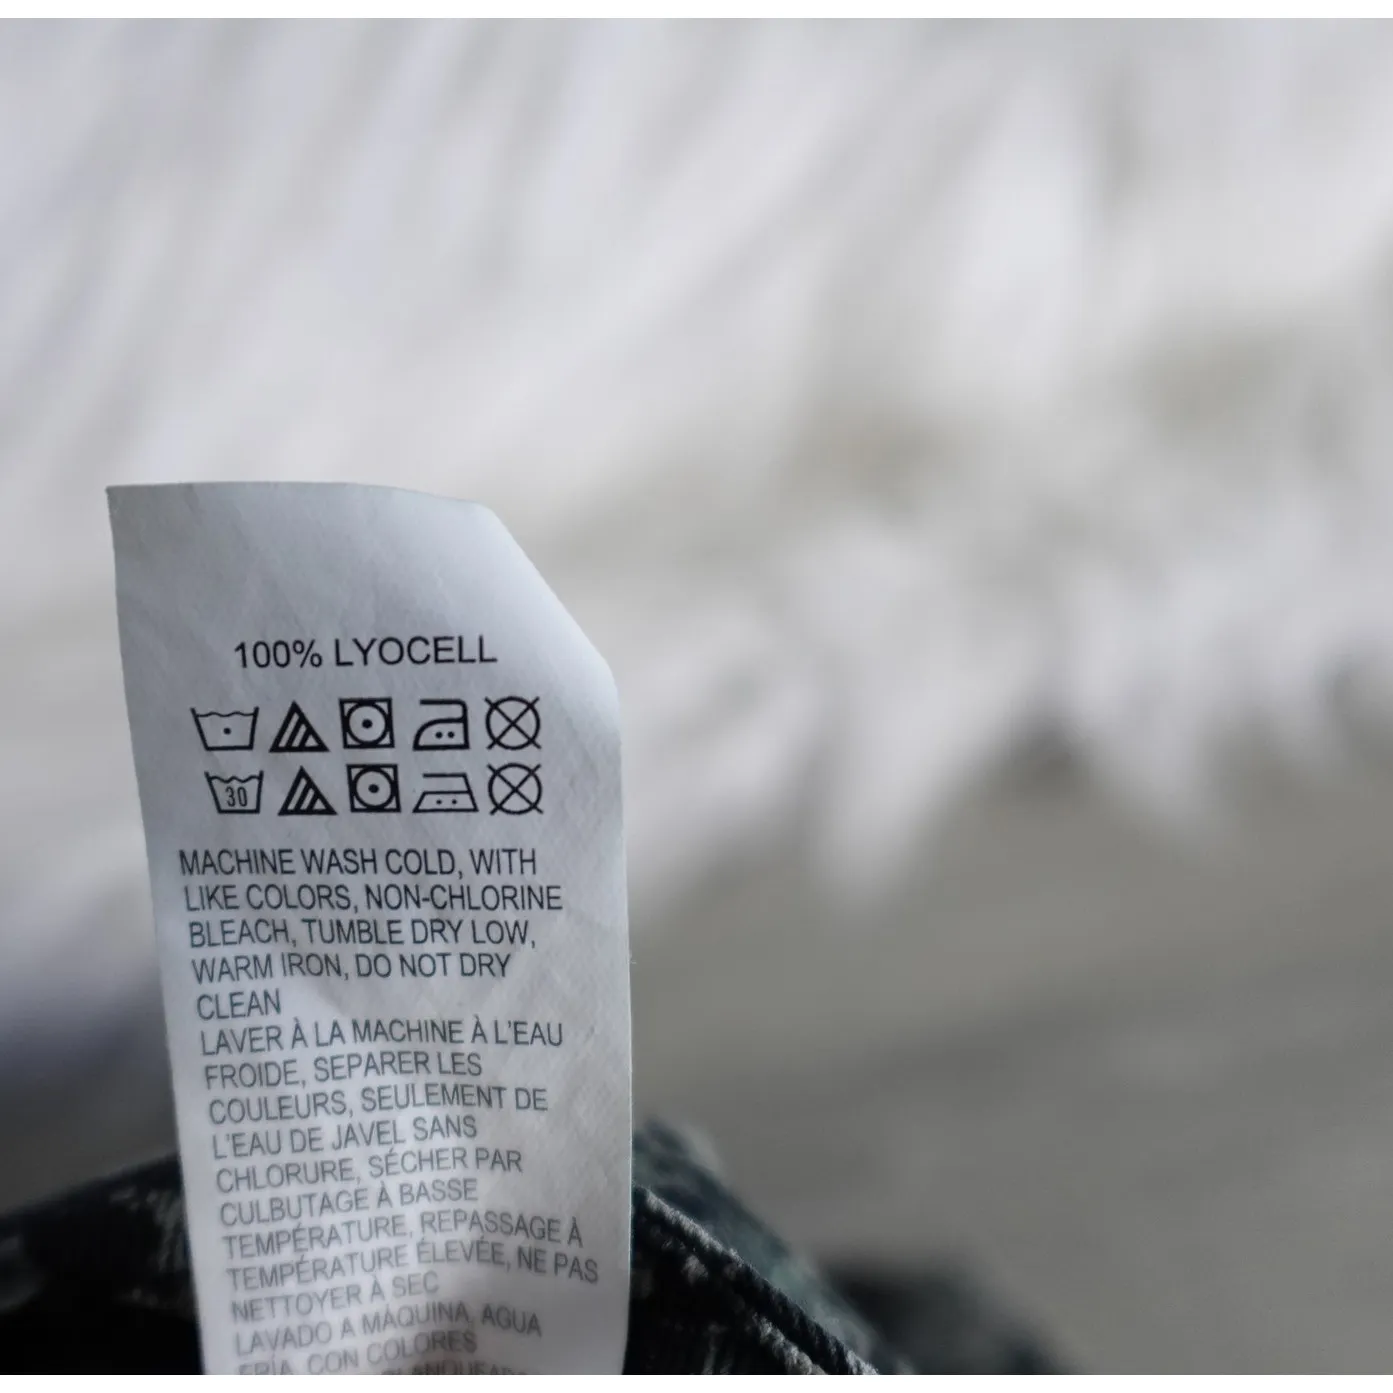 100% LYOCELL
30
MACHINE WASH COLD, WITH
LIKE COLORS, NON-CHLORINE
BLEACH, TUMBLE DRY LOW,
WARM IRON, DO NOT DRY
CLEAN
LAVER À LA MACHINE À L'EAU
FROIDE, SEPARER LES
COULEURS, SEULEMENT DE
L'EAU DE JAVEL SANS
CHLORURE, SÉCHER PAR
CULBUTAGE À BASSE
TEMPÉRATURE, REPASSAGE À
TEMPÉRATURE ÉLEVÉE, NE PAS
NETTOYER À SEC
LAVADO A MÁQUINA, AGUA
FRÍA, CON COLORES